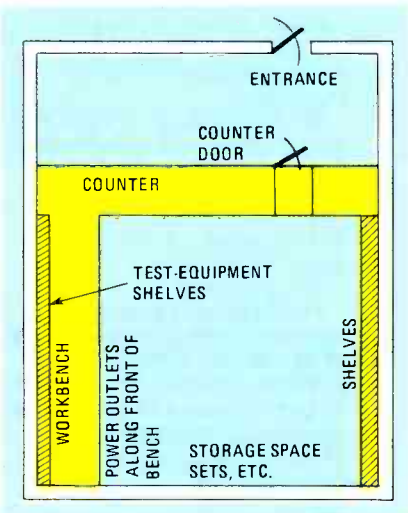 ENTRANCE
COUNTER
DOOR
COUNTER
TEST-EQUIPMENT
SHELVES
WORKBENCH
POWER OUTLETS
ALONG FRONT OF
BENCH
SHELVES
STORAGE SPACE
SETS, ETC.